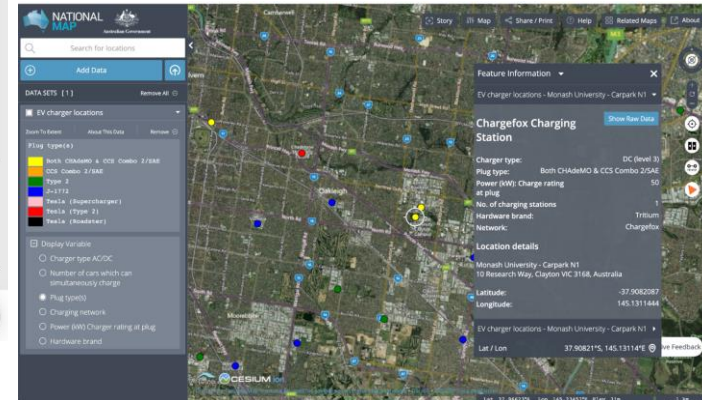 NATIONAL
MAP
Australian Government
Story
Map
Share / Print
Help
Related Maps
About
Search for locations
Add Data
DATA SETS [1]
Remove All
EV charger locations
Zoom To Extent
About This Data
Remove
Plug type(s)
Both CHAdeMO & CCS Combo 2/SAE
CCS Combo 2/SAE
Type 2
J-1772
Tesla (Supercharger)
Tesla (Type 2)
Tesla (Roadster)
Display Variable
Charger type AC/DC
Number of cars which can
simultaneously charge
Plug type(s)
Charging network
Power (kW) Charger rating at plug
Hardware brand
Camberwell
Oakleigh
CESIUM ion
Feature Information
EV charger locations - Monash University - Carpark N1
Chargefox Charging
Station
Show Raw Data
Charger type: DC (level 3)
Plug type: Both CHAdeMO & CCS Combo 2/SAE
Power (kW): Charge rating
at plug 50
No. of charging stations 1
Hardware brand: Tritium
Network: Chargefox
Location details
Monash University - Carpark N1
10 Research Way, Clayton VIC 3168, Australia
Latitude: -37.9082087
Longitude: 145.1311444
EV charger locations - Monash University - Carpark N1
Lat / Lon 37.90821°S, 145.13114°E
ve Feedback